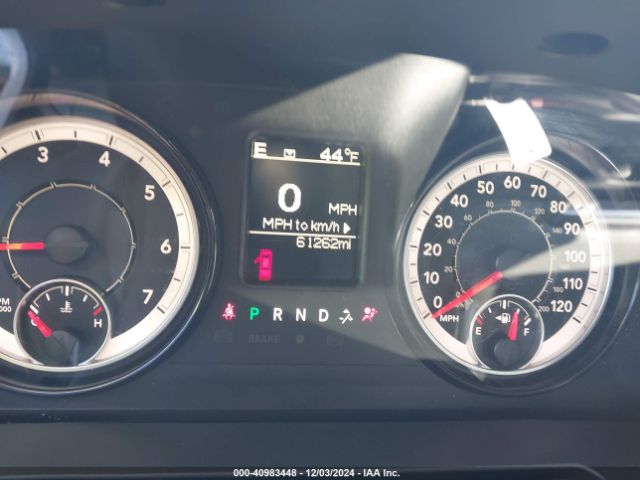 E 44°F
0 MPH
MPH to km/h
61262mi
3 4 5 6 7
C H
0 10 20 30 40 50 60 70 80 90 100 110 120
MPH
E F
P R N D
BRAKE
000-40983448 - 12/03/2024 - IAA Inc.